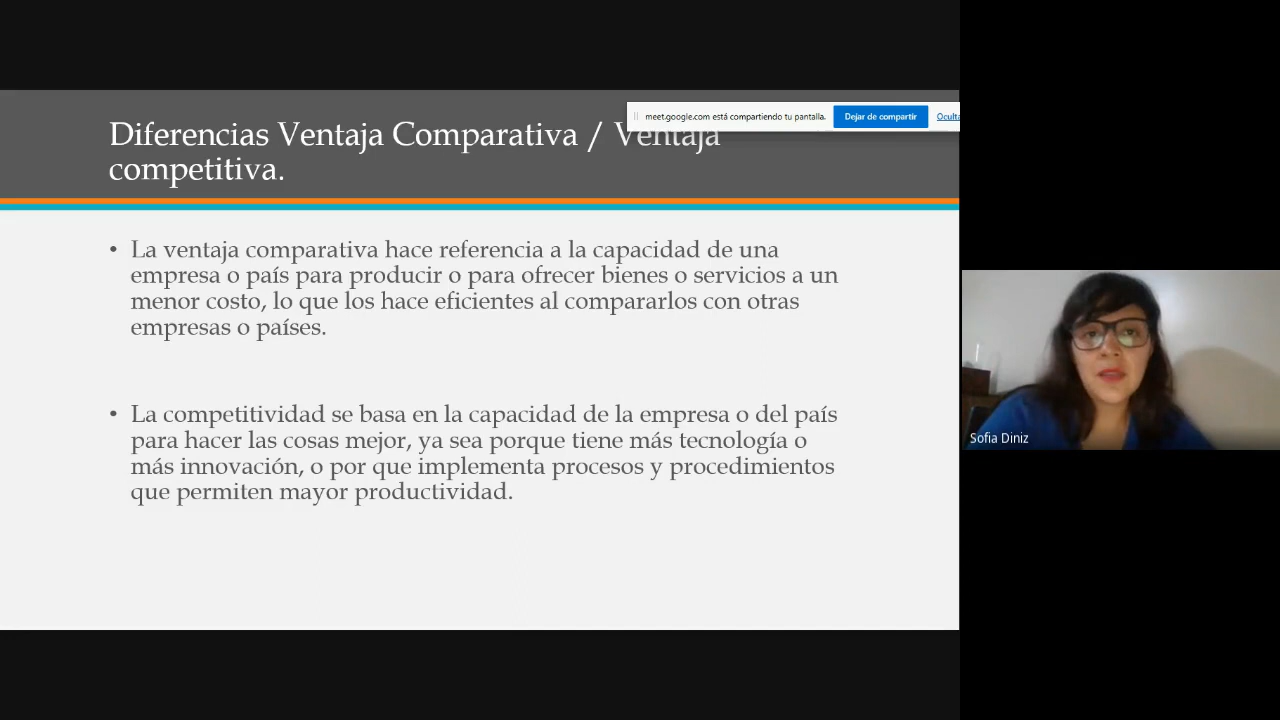 Diferencias Ventaja Comparativa / Ventaja
competitiva.
meet.google.com está compartiendo tu pantalla.
Dejar de compartir
• La ventaja comparativa hace referencia a la capacidad de una
empresa o país para producir o para ofrecer bienes o servicios a un
menor costo, lo que los hace eficientes al compararlos con otras
empresas o países.
• La competitividad se basa en la capacidad de la empresa o del país
para hacer las cosas mejor, ya sea porque tiene más tecnología o
más innovación, o por que implementa procesos y procedimientos
que permiten mayor productividad.
Sofia Diniz